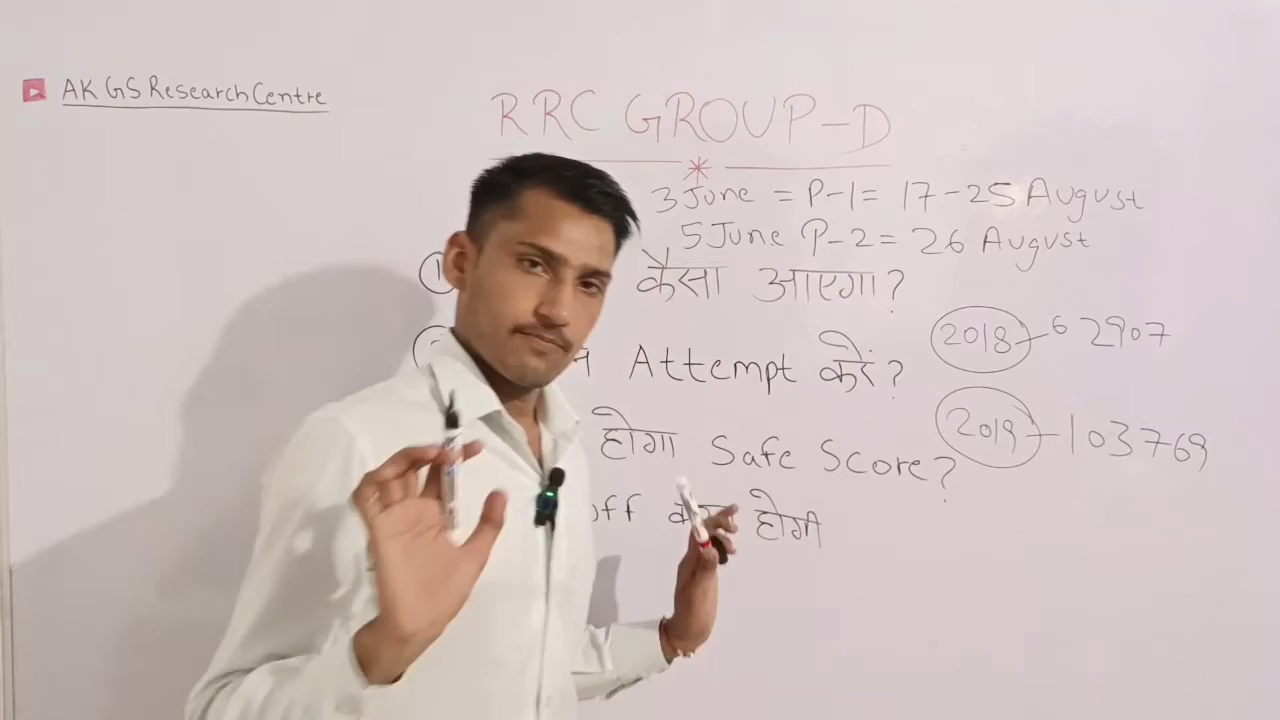 AK GS Research Centre
RRC GROUP-D
3 June = P-1 = 17-25 August
5 June P-2 = 26 August
① कैसा आएगा?
2018 - 62907
Attempt करें?
2019 - 103769
होगा Safe Score?
off होगी